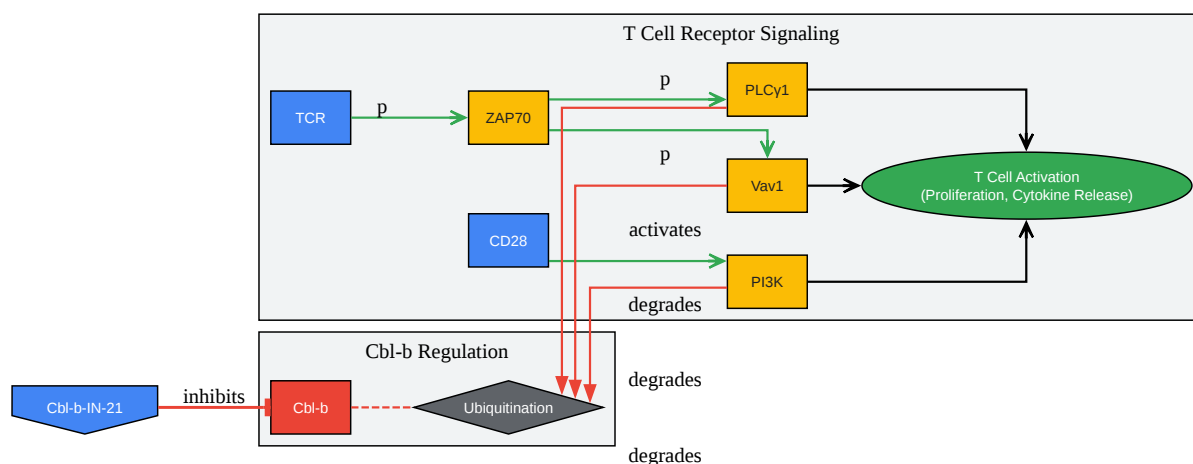 T Cell Receptor Signaling
p
PLCγ1
TCR
p
ZAP70
p
Vav1
T Cell Activation
(Proliferation, Cytokine Release)
CD28
activates
PI3K
degrades
Cbl-b Regulation
degrades
Cbl-b-IN-21
inhibits
Cbl-b
Ubiquitination
degrades